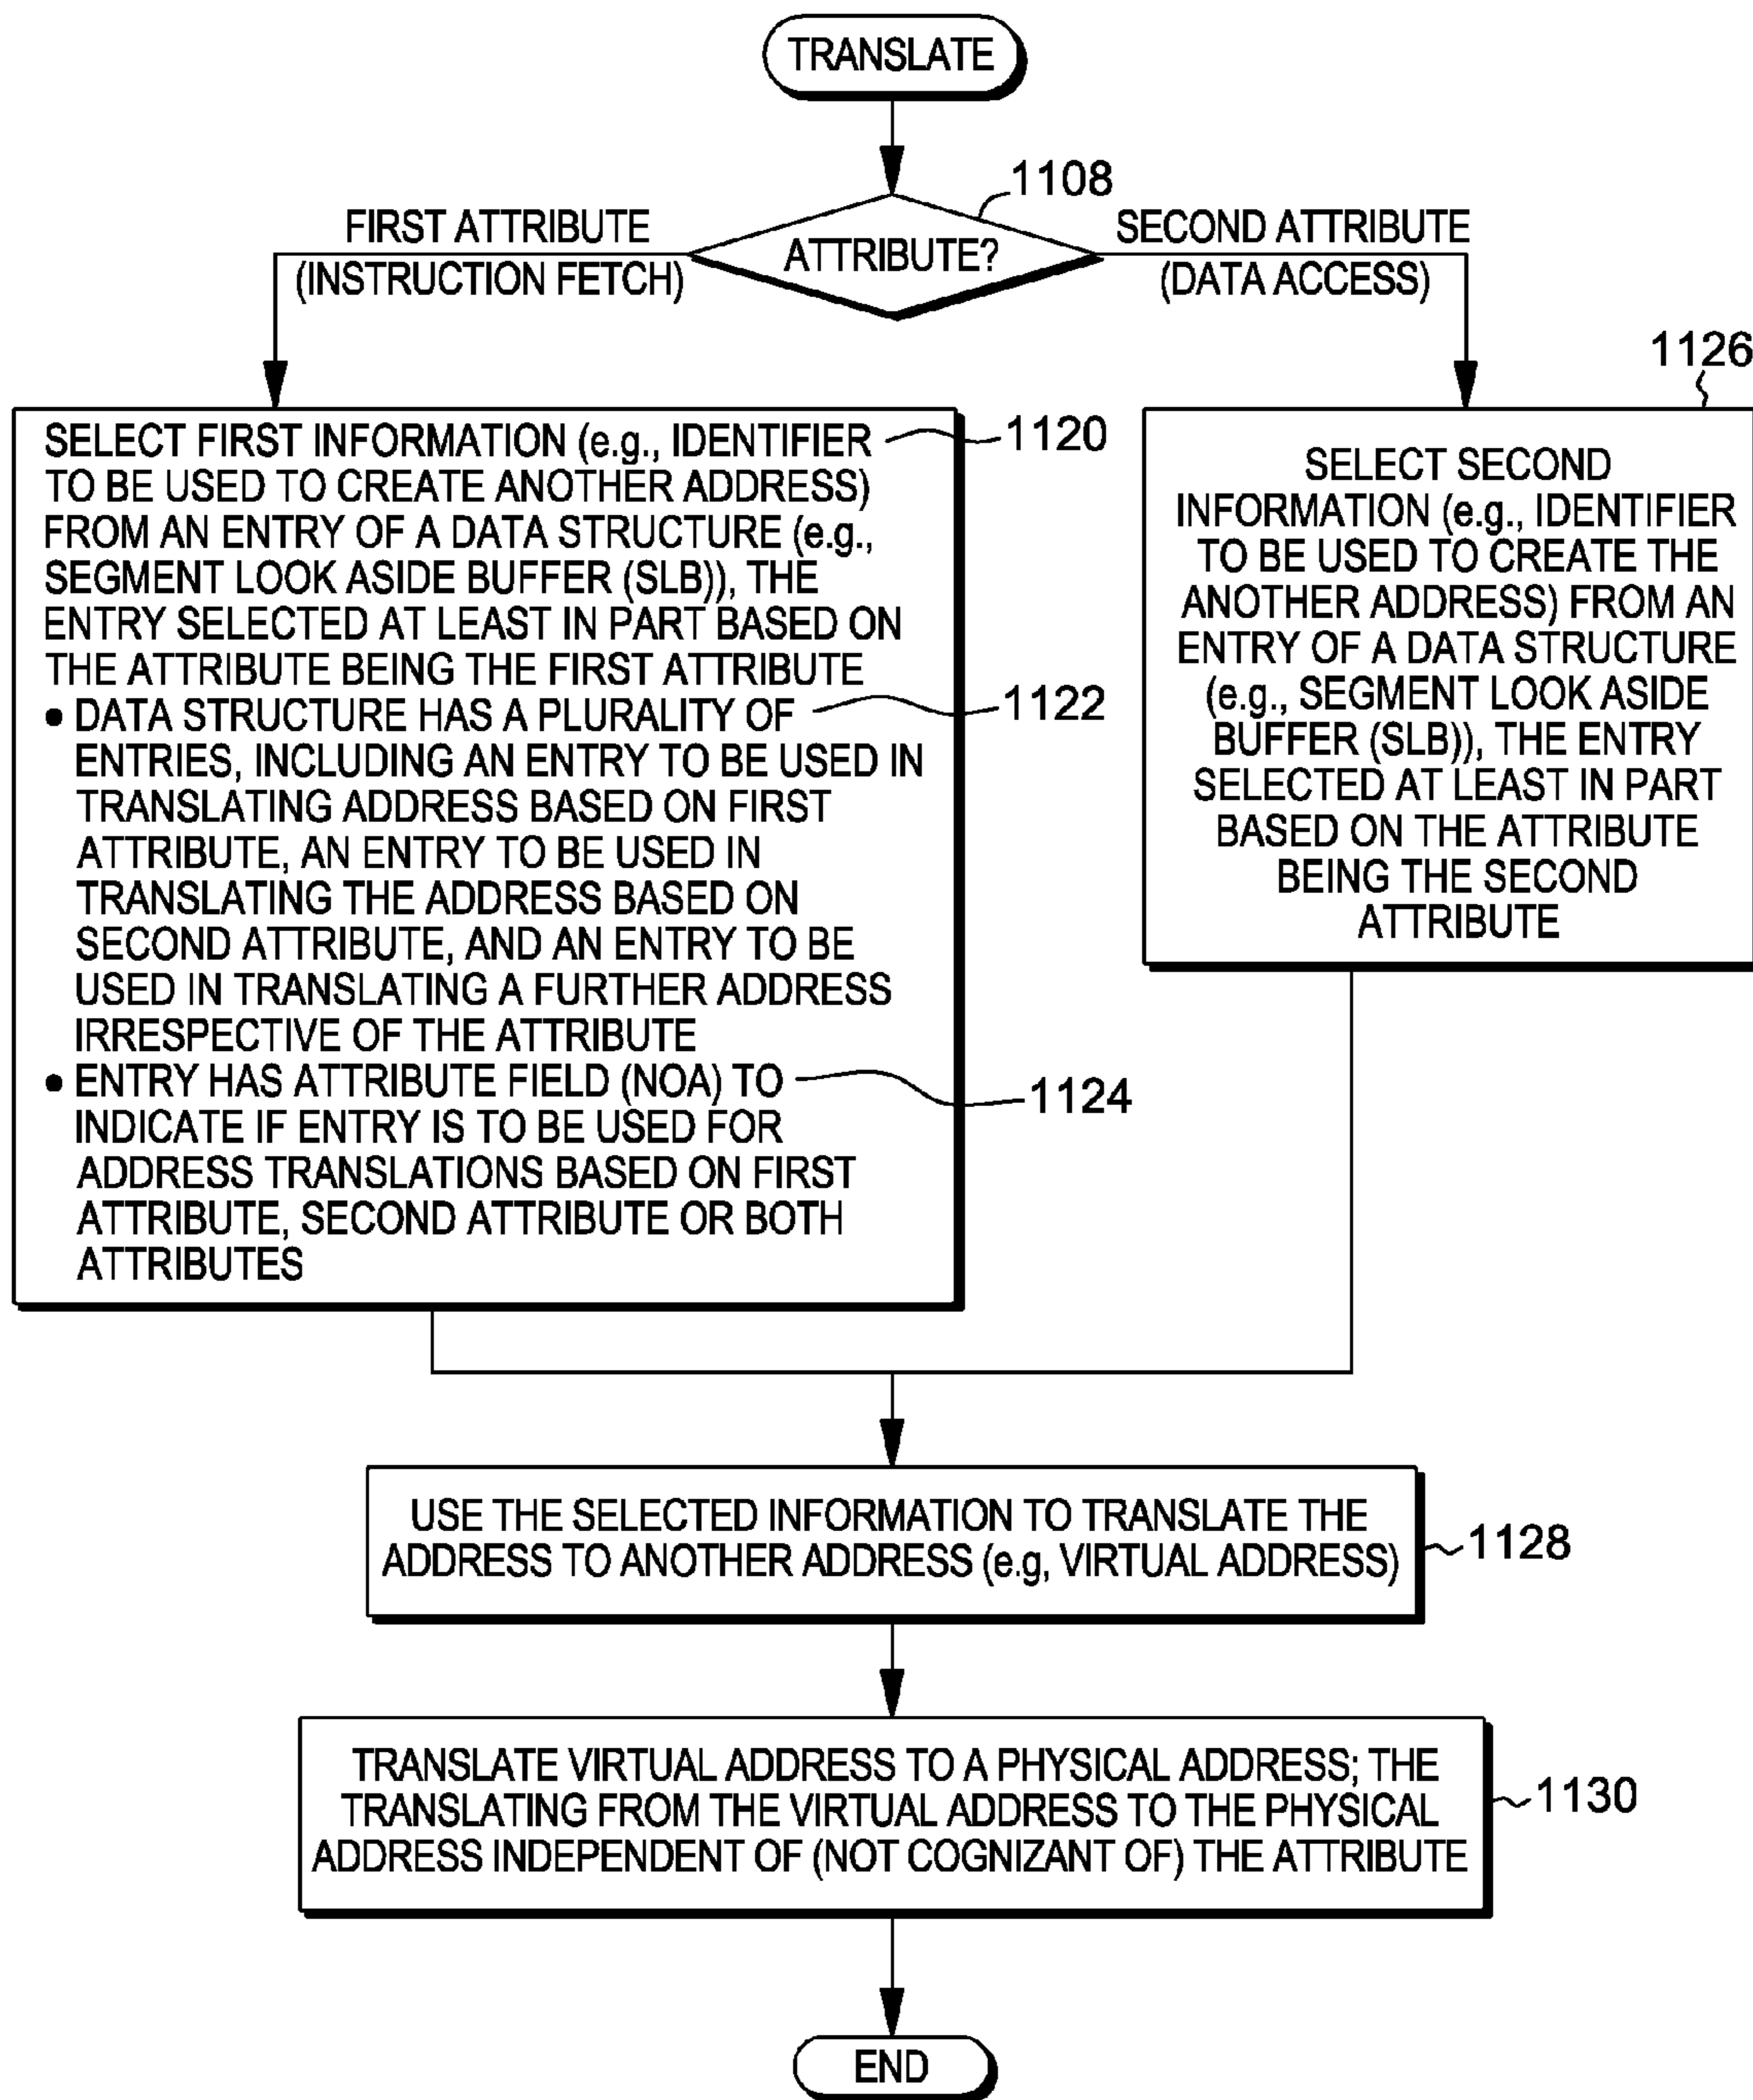 TRANSLATE
1108
ATTRIBUTE?
FIRST ATTRIBUTE
(INSTRUCTION FETCH)
SECOND ATTRIBUTE
(DATA ACCESS)
1126
SELECT FIRST INFORMATION (e.g., IDENTIFIER
TO BE USED TO CREATE ANOTHER ADDRESS)
FROM AN ENTRY OF A DATA STRUCTURE (e.g.,
SEGMENT LOOK ASIDE BUFFER (SLB)), THE
ENTRY SELECTED AT LEAST IN PART BASED ON
THE ATTRIBUTE BEING THE FIRST ATTRIBUTE
1120
• DATA STRUCTURE HAS A PLURALITY OF
ENTRIES, INCLUDING AN ENTRY TO BE USED IN
TRANSLATING ADDRESS BASED ON FIRST
ATTRIBUTE, AN ENTRY TO BE USED IN
TRANSLATING THE ADDRESS BASED ON
SECOND ATTRIBUTE, AND AN ENTRY TO BE
USED IN TRANSLATING A FURTHER ADDRESS
IRRESPECTIVE OF THE ATTRIBUTE
1122
• ENTRY HAS ATTRIBUTE FIELD (NOA) TO
INDICATE IF ENTRY IS TO BE USED FOR
ADDRESS TRANSLATIONS BASED ON FIRST
ATTRIBUTE, SECOND ATTRIBUTE OR BOTH
ATTRIBUTES
1124
SELECT SECOND
INFORMATION (e.g., IDENTIFIER
TO BE USED TO CREATE THE
ANOTHER ADDRESS) FROM AN
ENTRY OF A DATA STRUCTURE
(e.g., SEGMENT LOOK ASIDE
BUFFER (SLB)), THE ENTRY
SELECTED AT LEAST IN PART
BASED ON THE ATTRIBUTE
BEING THE SECOND
ATTRIBUTE
USE THE SELECTED INFORMATION TO TRANSLATE THE
ADDRESS TO ANOTHER ADDRESS (e.g, VIRTUAL ADDRESS)
1128
TRANSLATE VIRTUAL ADDRESS TO A PHYSICAL ADDRESS; THE
TRANSLATING FROM THE VIRTUAL ADDRESS TO THE PHYSICAL
ADDRESS INDEPENDENT OF (NOT COGNIZANT OF) THE ATTRIBUTE
1130
END